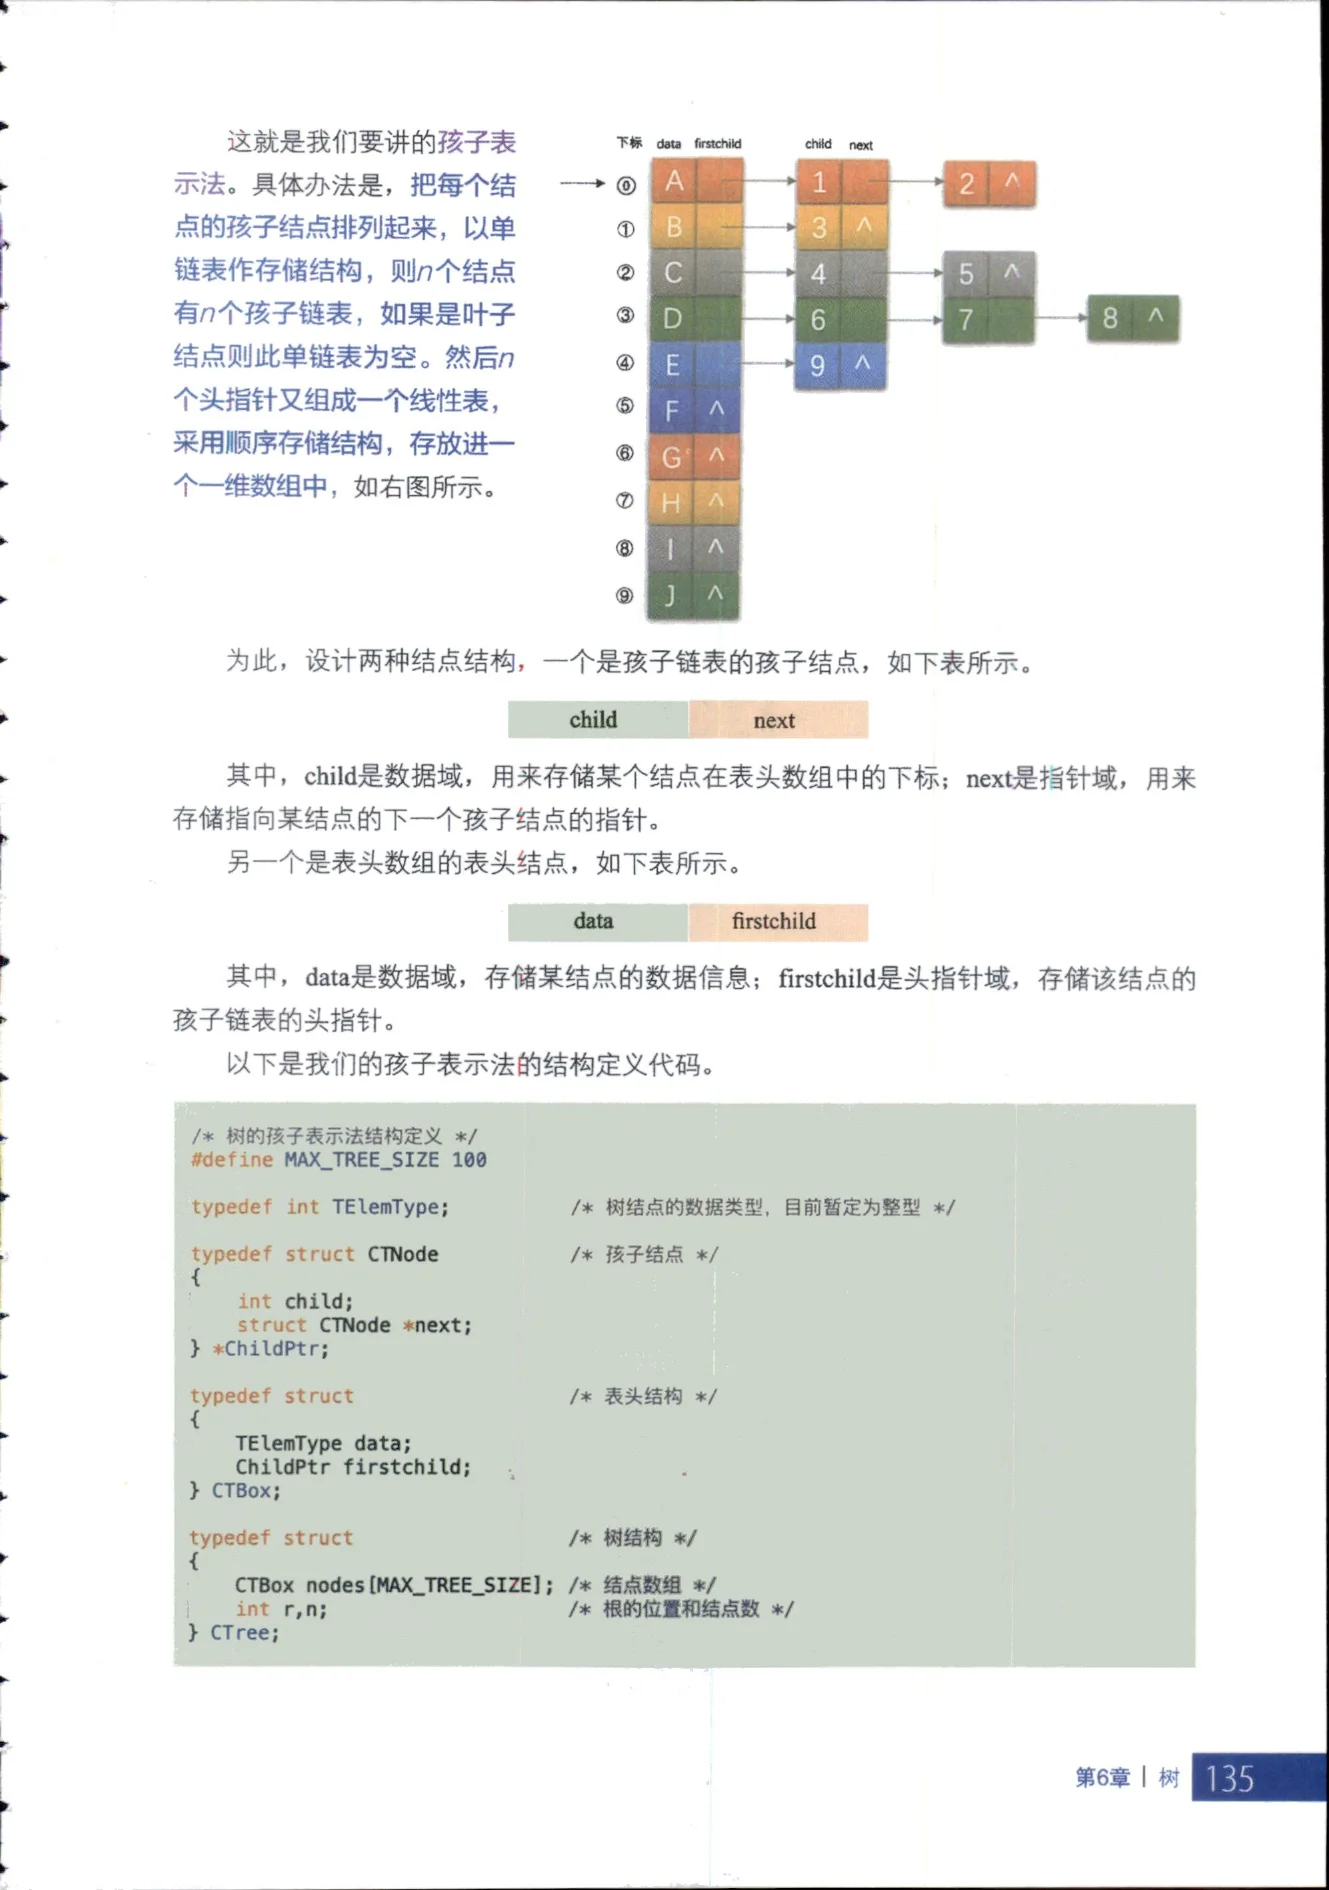 这就是我们要讲的孩子表
示法。具体办法是，把每个结
点的孩子结点排列起来，以单
链表作存储结构，则n个结点
有n个孩子链表，如果是叶子
结点则此单链表为空。然后n
个头指针又组成一个线性表，
采用顺序存储结构，存放进一
个一维数组中，如右图所示。
下标 data firstchild child next
⓪ A 1 2 ^
① B 3 ^
② C 4 5 ^
③ D 6 7 8 ^
④ E 9 ^
⑤ F ^
⑥ G ^
⑦ H ^
⑧ I ^
⑨ J ^
为此，设计两种结点结构，一个是孩子链表的孩子结点，如下表所示。
child next
其中，child是数据域，用来存储某个结点在表头数组中的下标；next是指针域，用来
存储指向某结点的下一个孩子结点的指针。
另一个是表头数组的表头结点，如下表所示。
data firstchild
其中，data是数据域，存储某结点的数据信息；firstchild是头指针域，存储该结点的
孩子链表的头指针。
以下是我们的孩子表示法的结构定义代码。
/* 树的孩子表示法结构定义 */
#define MAX_TREE_SIZE 100
typedef int TElemType; /* 树结点的数据类型，目前暂定为整型 */
typedef struct CTNode /* 孩子结点 */
{
int child;
struct CTNode *next;
} *ChildPtr;
typedef struct /* 表头结构 */
{
TElemType data;
ChildPtr firstchild;
} CTBox;
typedef struct /* 树结构 */
{
CTBox nodes[MAX_TREE_SIZE]; /* 结点数组 */
int r,n; /* 根的位置和结点数 */
} CTree;
第6章 | 树 135